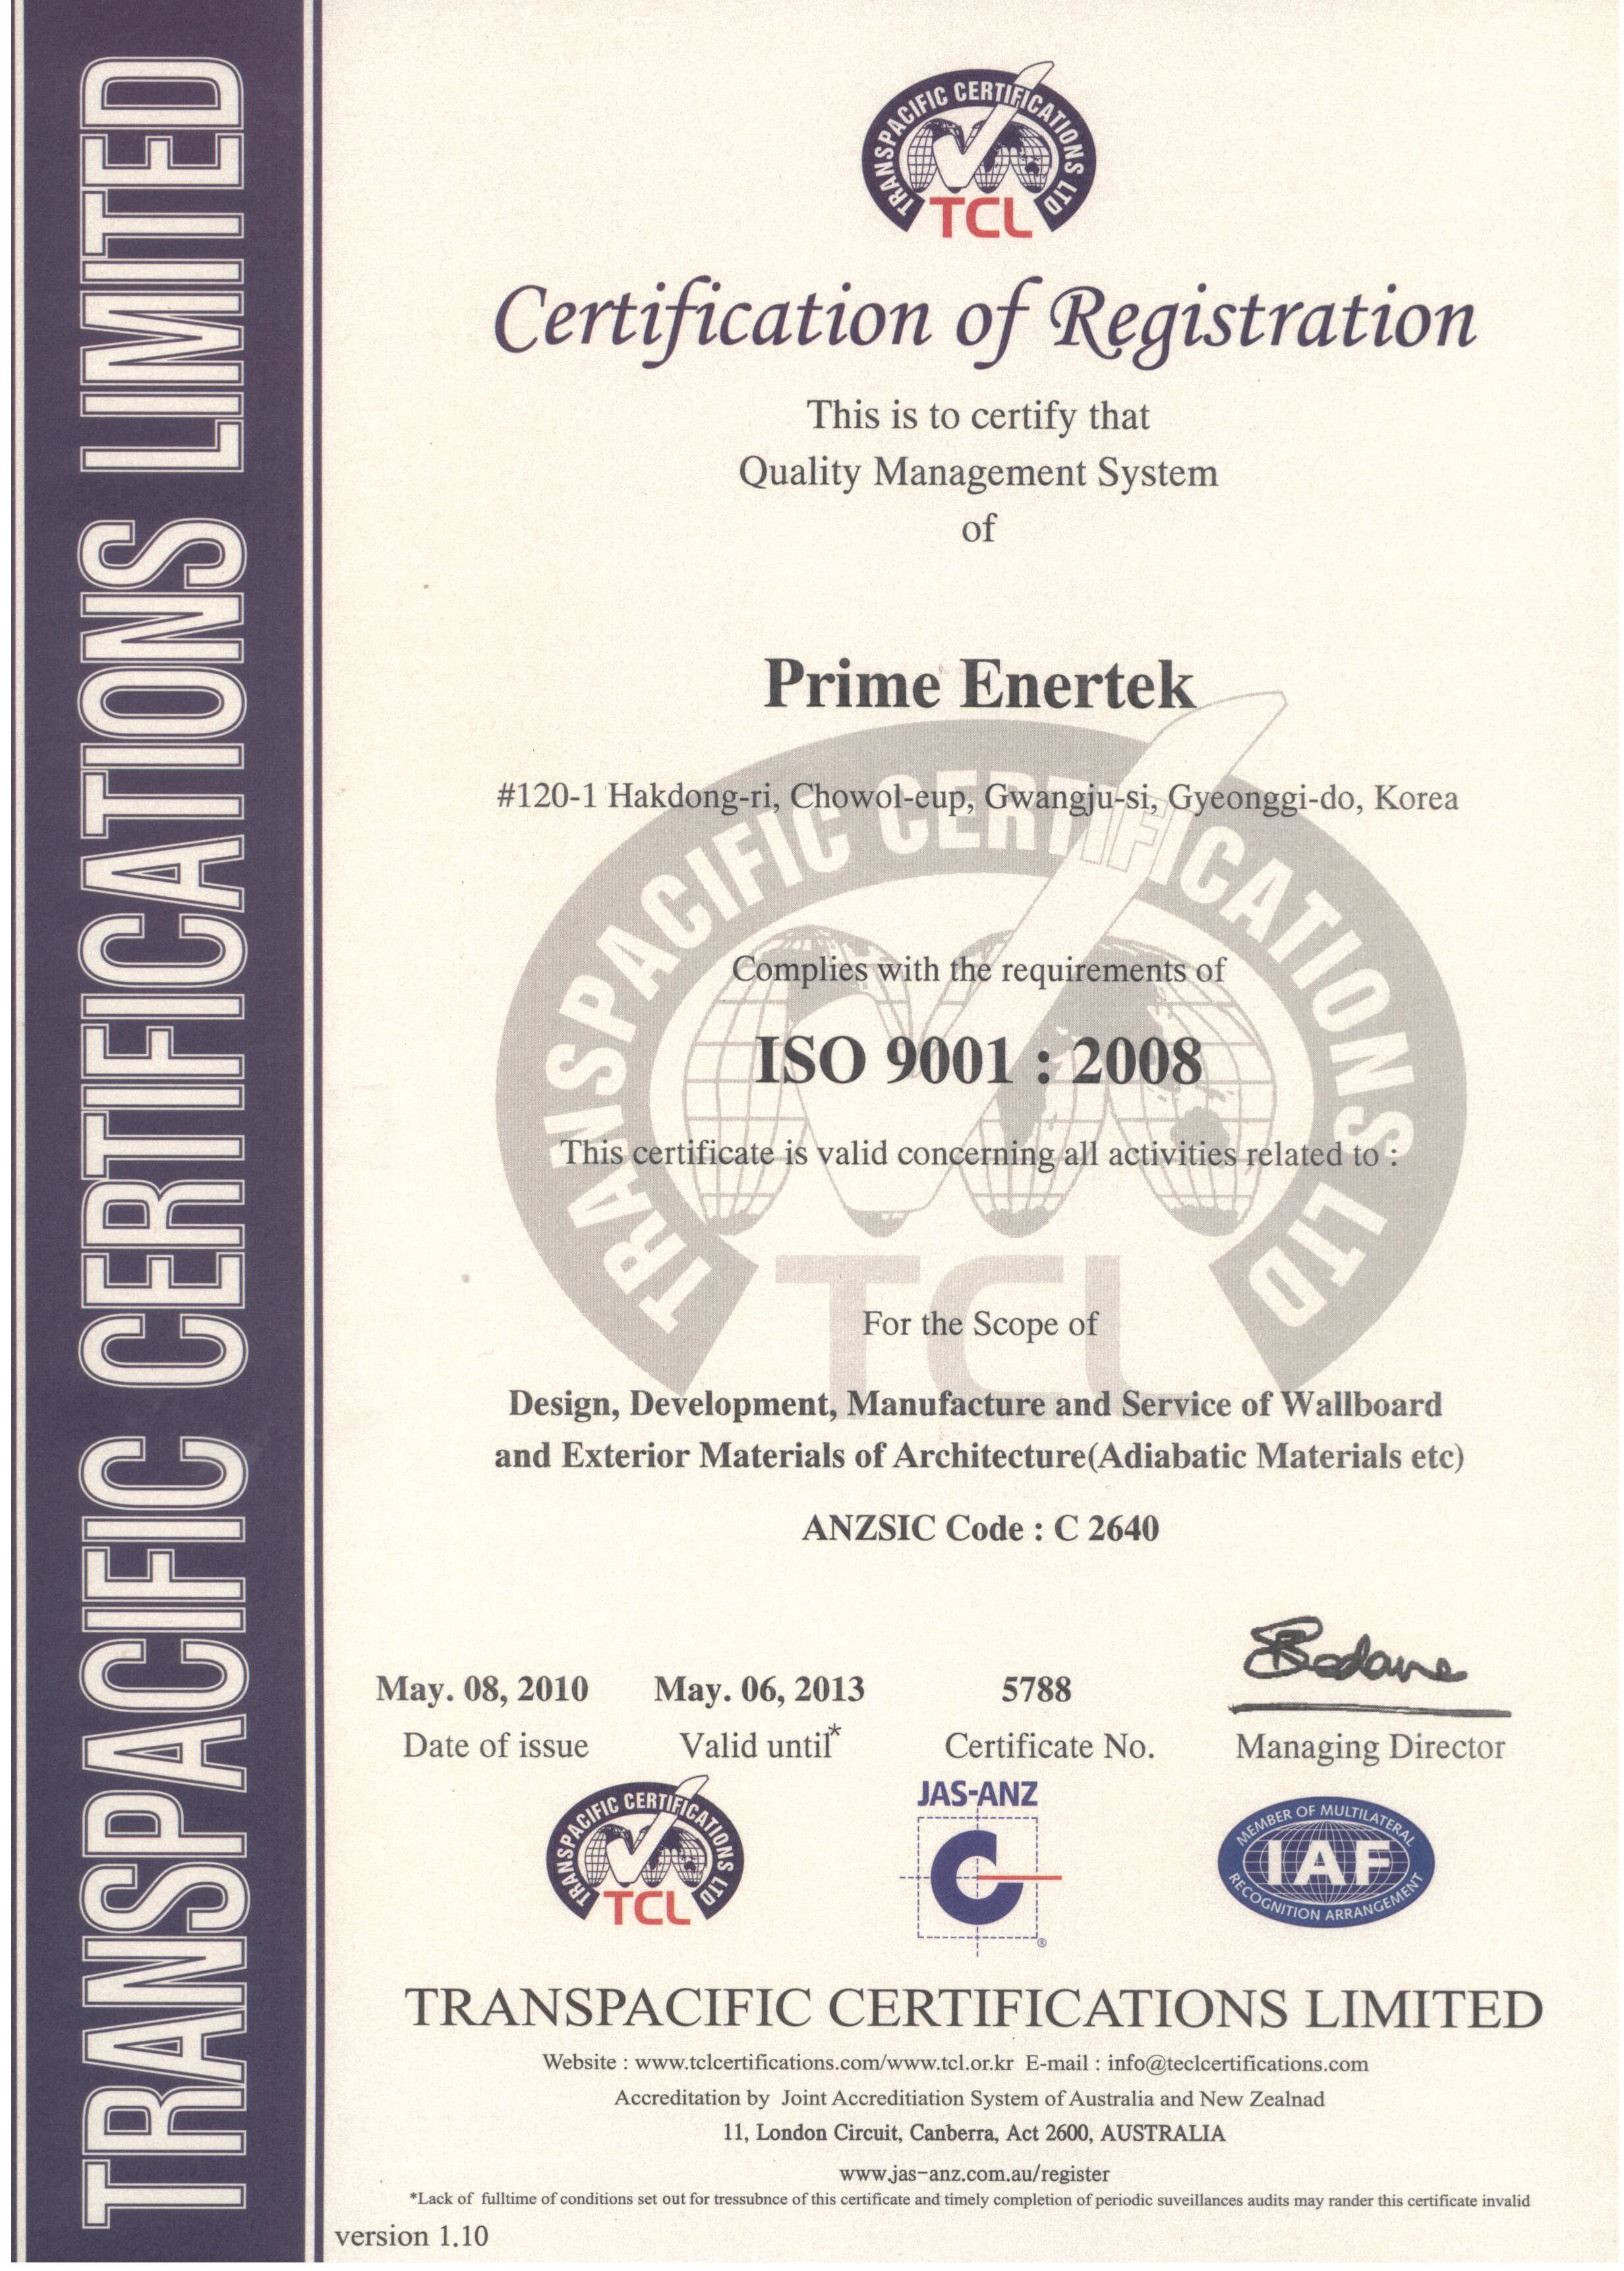 TRANSPACIFIC CERTIFICATIONS LIMITED
TRANSPACIFIC CERTIFICATIONS LTD
TCL
Certification of Registration
This is to certify that
Quality Management System
of
Prime Enertek
#120-1 Hakdong-ri, Chowol-eup, Gwangju-si, Gyeonggi-do, Korea
TRANSPACIFIC CERTIFICATIONS LTD
Complies with the requirements of
ISO 9001 : 2008
This certificate is valid concerning all activities related to :
TCL
For the Scope of
Design, Development, Manufacture and Service of Wallboard
and Exterior Materials of Architecture(Adiabatic Materials etc)
ANZSIC Code : C 2640
May. 08, 2010 May. 06, 2013 5788
Date of issue Valid until* Certificate No. Managing Director
TRANSPACIFIC CERTIFICATIONS LTD
TCL
JAS-ANZ
®
MEMBER OF MULTILATERAL
IAF
RECOGNITION ARRANGEMENT
TRANSPACIFIC CERTIFICATIONS LIMITED
Website : www.tclcertifications.com/www.tcl.or.kr E-mail : info@teclcertifications.com
Accreditation by Joint Accreditiation System of Australia and New Zealnad
11, London Circuit, Canberra, Act 2600, AUSTRALIA
www.jas-anz.com.au/register
*Lack of fulltime of conditions set out for tressubnce of this certificate and timely completion of periodic suveillances audits may rander this certificate invalid
version 1.10